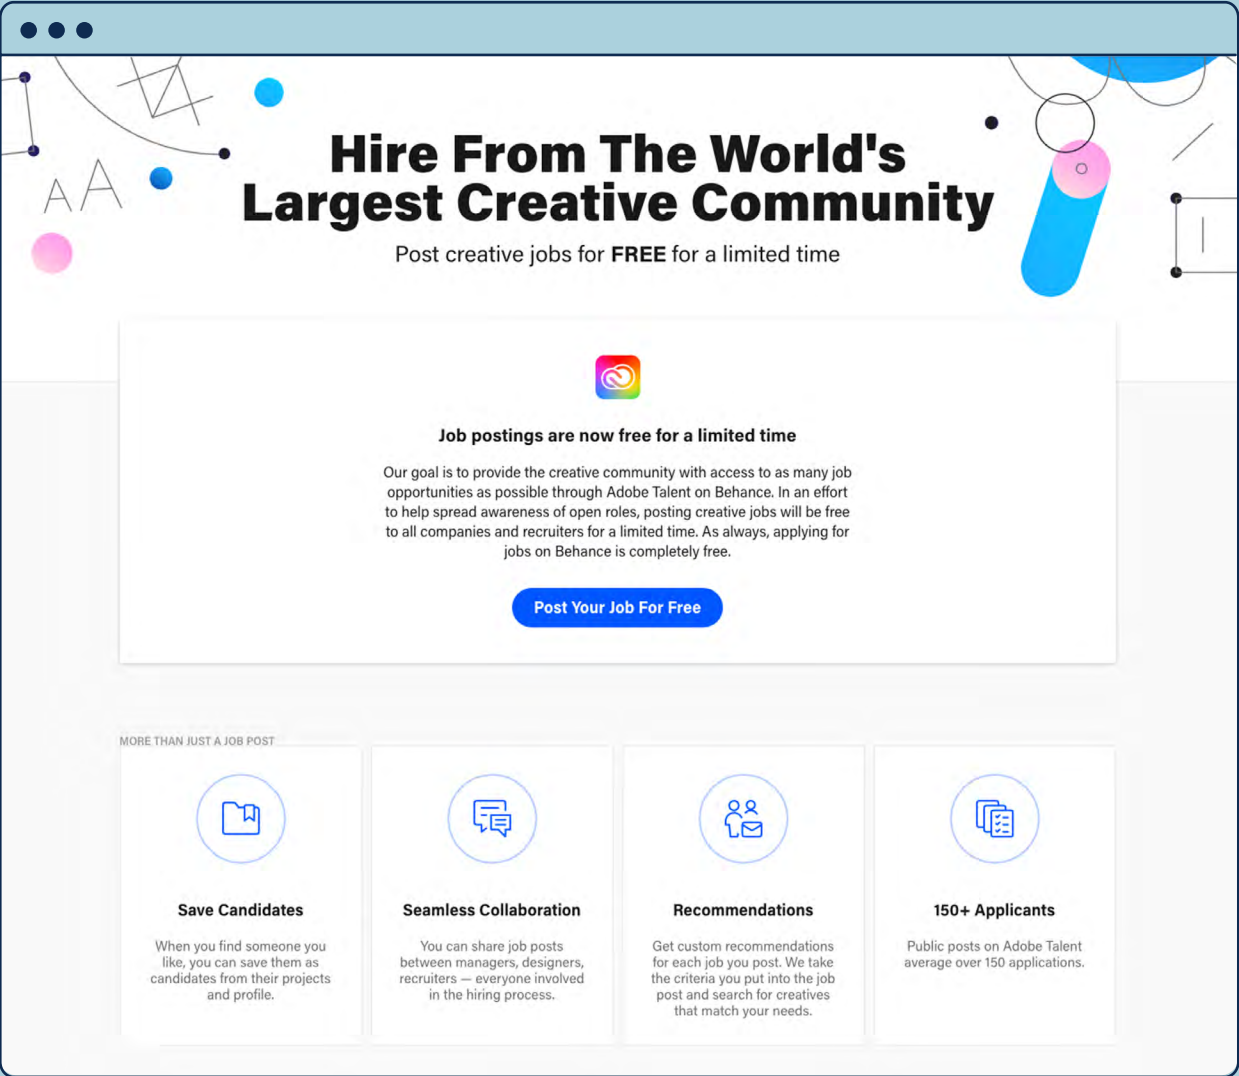 Hire From The World's
Largest Creative Community
Post creative jobs for FREE for a limited time
AA
Job postings are now free for a limited time
Our goal is to provide the creative community with access to as many job
opportunities as possible through Adobe Talent on Behance. In an effort
to help spread awareness of open roles, posting creative jobs will be free
to all companies and recruiters for a limited time. As always, applying for
jobs on Behance is completely free.
Post Your Job For Free
MORE THAN JUST A JOB POST
Save Candidates
When you find someone you
like, you can save them as
candidates from their projects
and profile.
Seamless Collaboration
You can share job posts
between managers, designers,
recruiters — everyone involved
in the hiring process.
Recommendations
Get custom recommendations
for each job you post. We take
the criteria you put into the job
post and search for creatives
that match your needs.
150+ Applicants
Public posts on Adobe Talent
average over 150 applications.